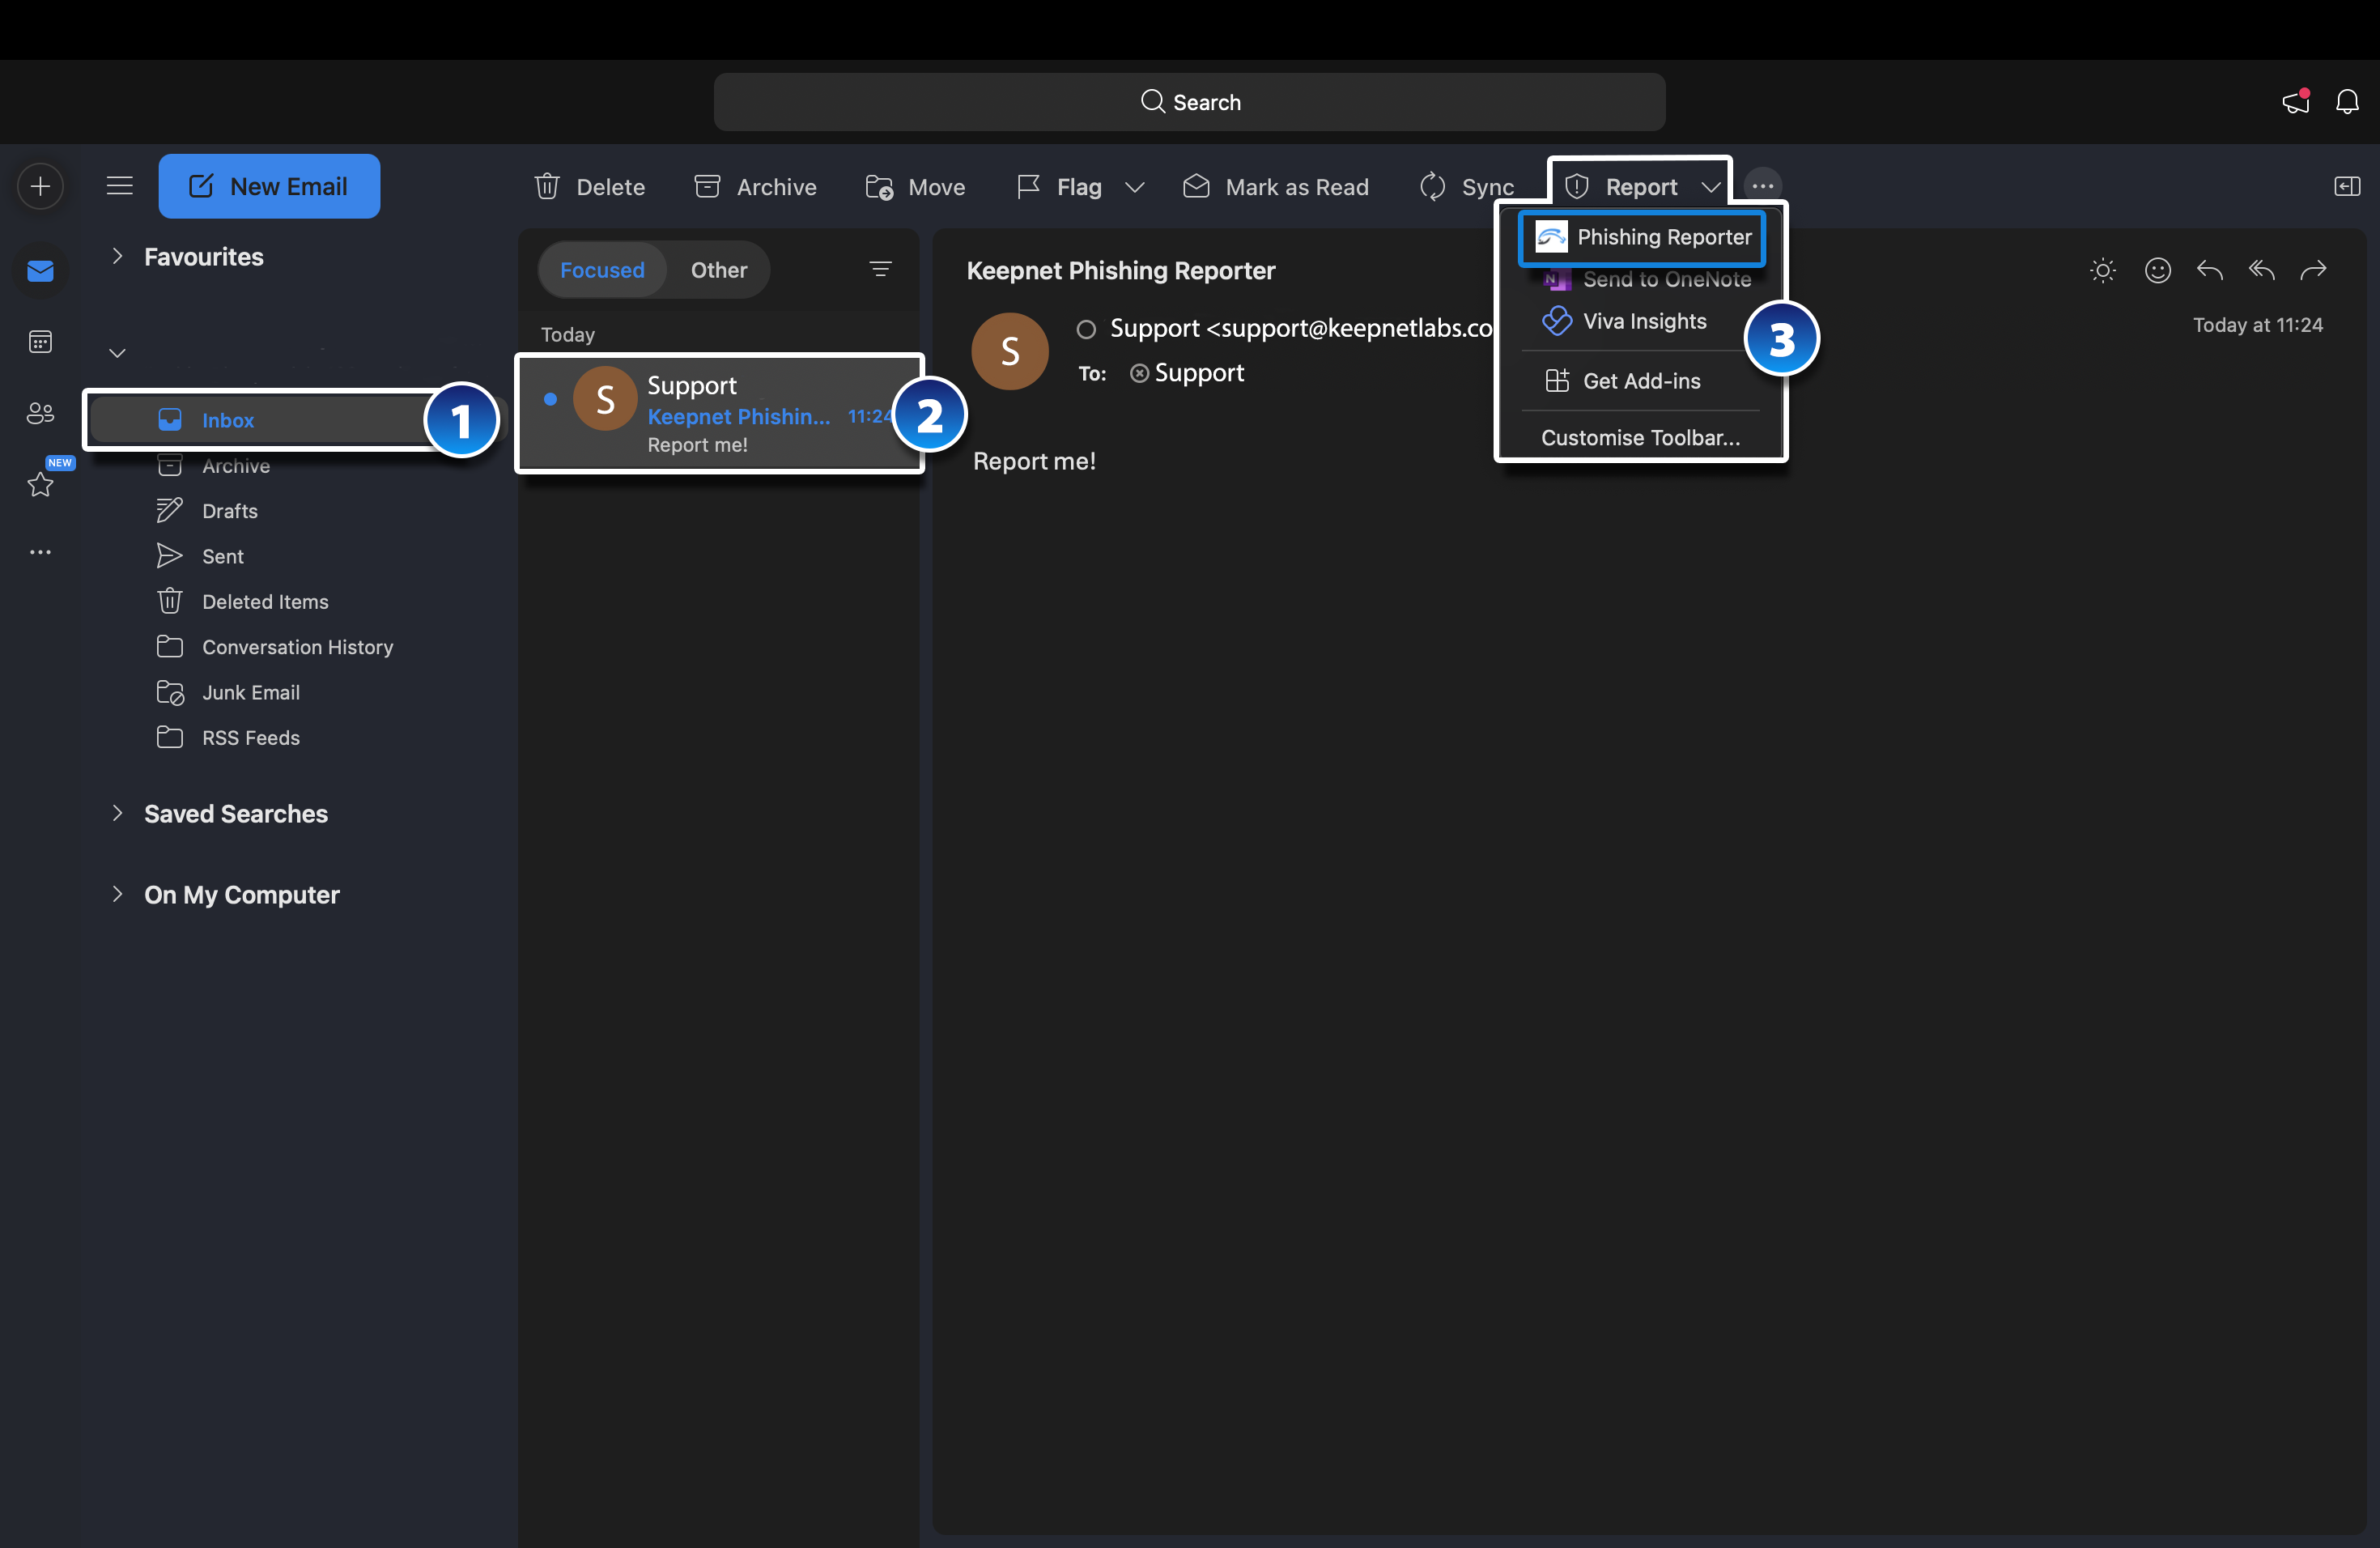 Search
New Email
Delete
Archive
Move
Flag
Mark as Read
Sync
Report
Favourites
1
Inbox
NEW
Archive
Drafts
Sent
Deleted Items
Conversation History
Junk Email
RSS Feeds
Saved Searches
On My Computer
Focused
Other
Today
S
Support
Keepnet Phishin... 11:24
Report me!
2
Keepnet Phishing Reporter
S
Support <support@keepnetlabs.co
To: Support
Today at 11:24
Report me!
Phishing Reporter
N Send to OneNote
Viva Insights
3
Get Add-ins
Customise Toolbar...